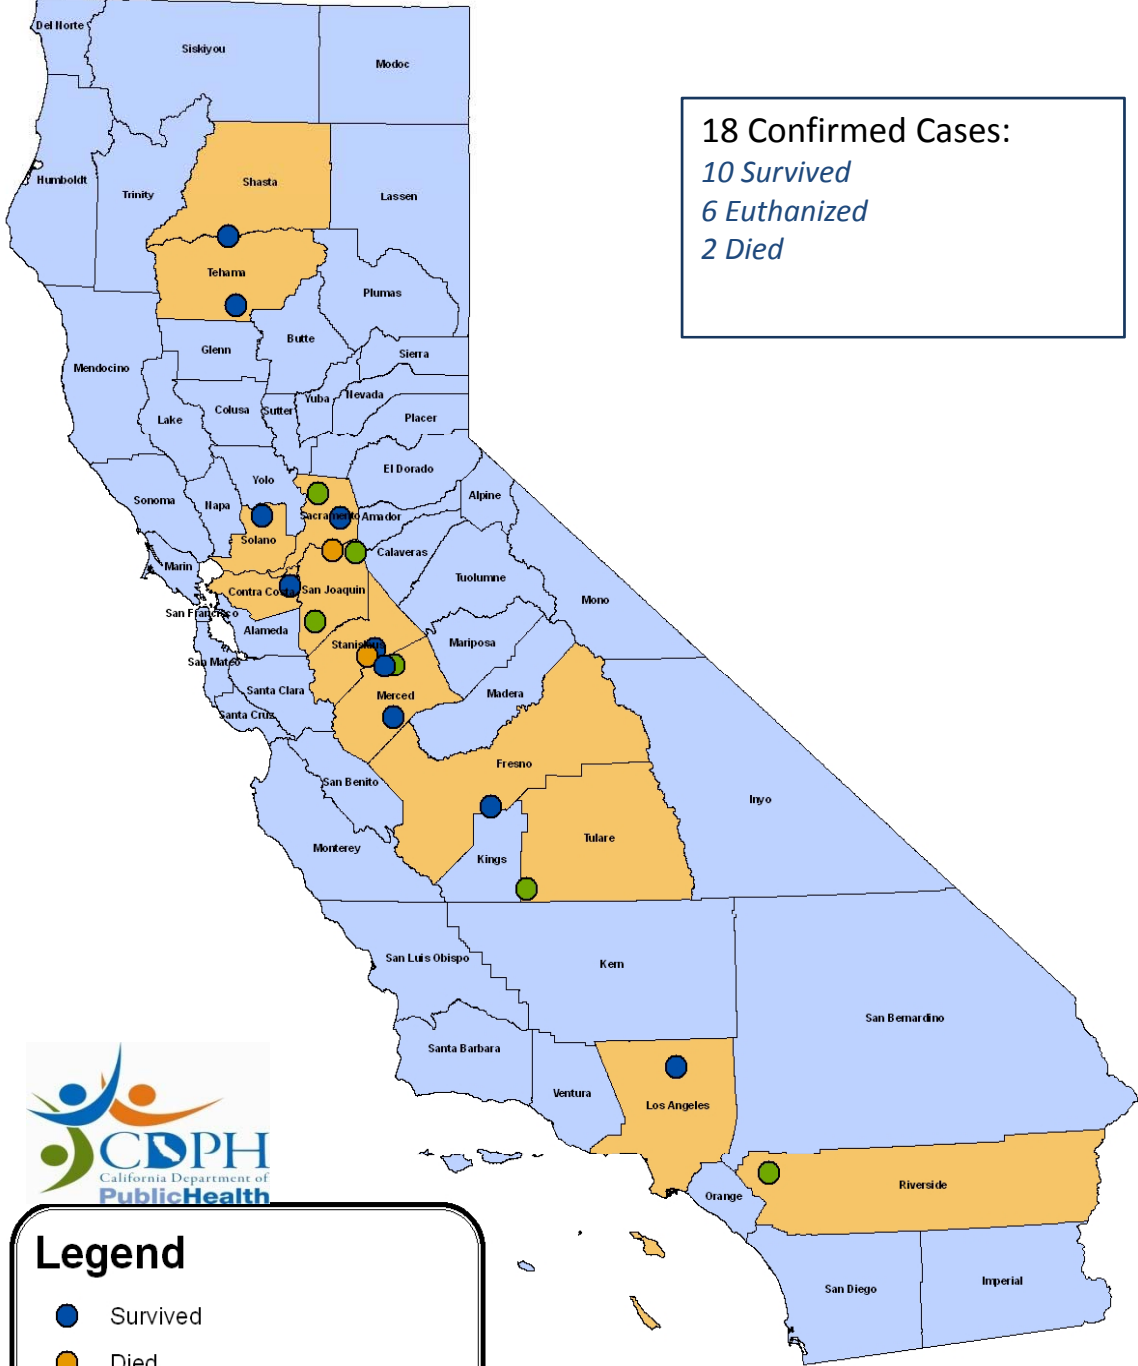 Del Norte
Siskiyou
Modoc
18 Confirmed Cases:
10 Survived
6 Euthanized
2 Died
Humboldt
Trinity
Shasta
Lassen
Tehama
Plumas
Butte
Glenn
Sierra
Mendocino
Nevada
Yuba
Colusa
Sutter
Lake
Placer
El Dorado
Yolo
Alpine
Sonoma
Napa
Sacramento
Amador
Solano
Calaveras
Marin
Tuolumne
Contra Costa
San Joaquin
Mono
San Francisco
Alameda
Stanislaus
Mariposa
San Mateo
Santa Clara
Merced
Madera
Santa Cruz
Fresno
San Benito
Inyo
Tulare
Monterey
Kings
San Luis Obispo
Kern
San Bernardino
Santa Barbara
Ventura
Los Angeles
CDPH
California Department of
PublicHealth
Riverside
Orange
San Diego
Imperial
Legend
Survived
Died